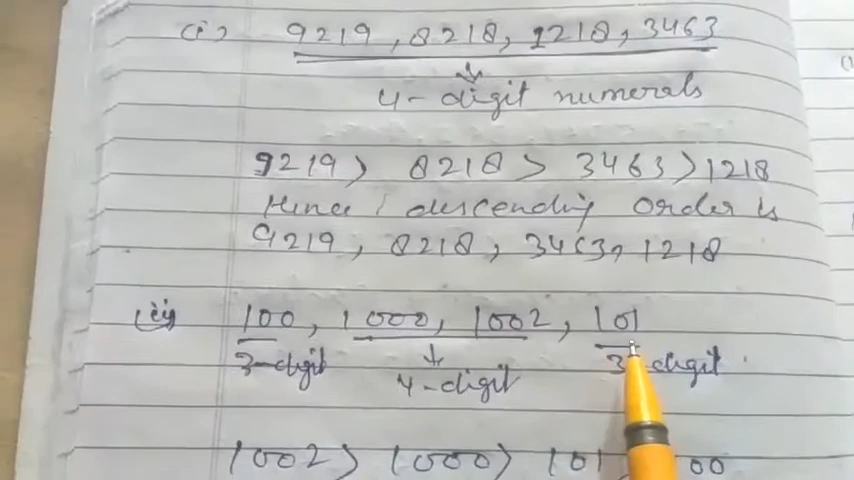 (i) 9219, 8218, 1218, 3463
4-digit numerals
9219 > 8218 > 3463 > 1218
Hence, descending order is
9219, 8218, 3463, 1218
(ii) 100, 1000, 1002, 101
3-digit 4-digit 3-digit
1002 > 1000 > 101 00